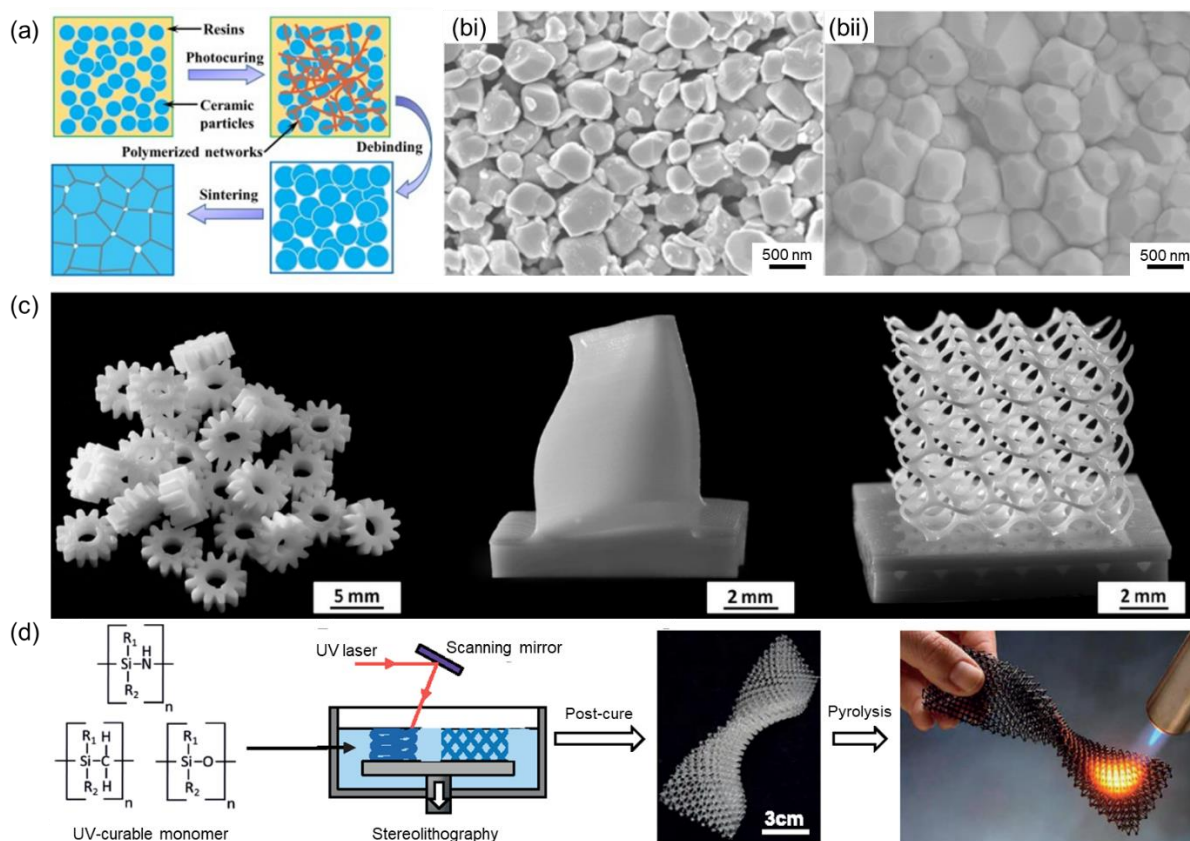 (a)
Resins
Photocuring
Ceramic
particles
Polymerized networks
Debinding
Sintering
(bi)
500 nm
(bii)
500 nm
(c)
5 mm
2 mm
2 mm
(d)
R1 H
Si N
R2 n
R1 H
Si C
R2 H n
R1
Si O
R2 n
UV-curable monomer
UV laser
Scanning mirror
Stereolithography
Post-cure
3cm
Pyrolysis